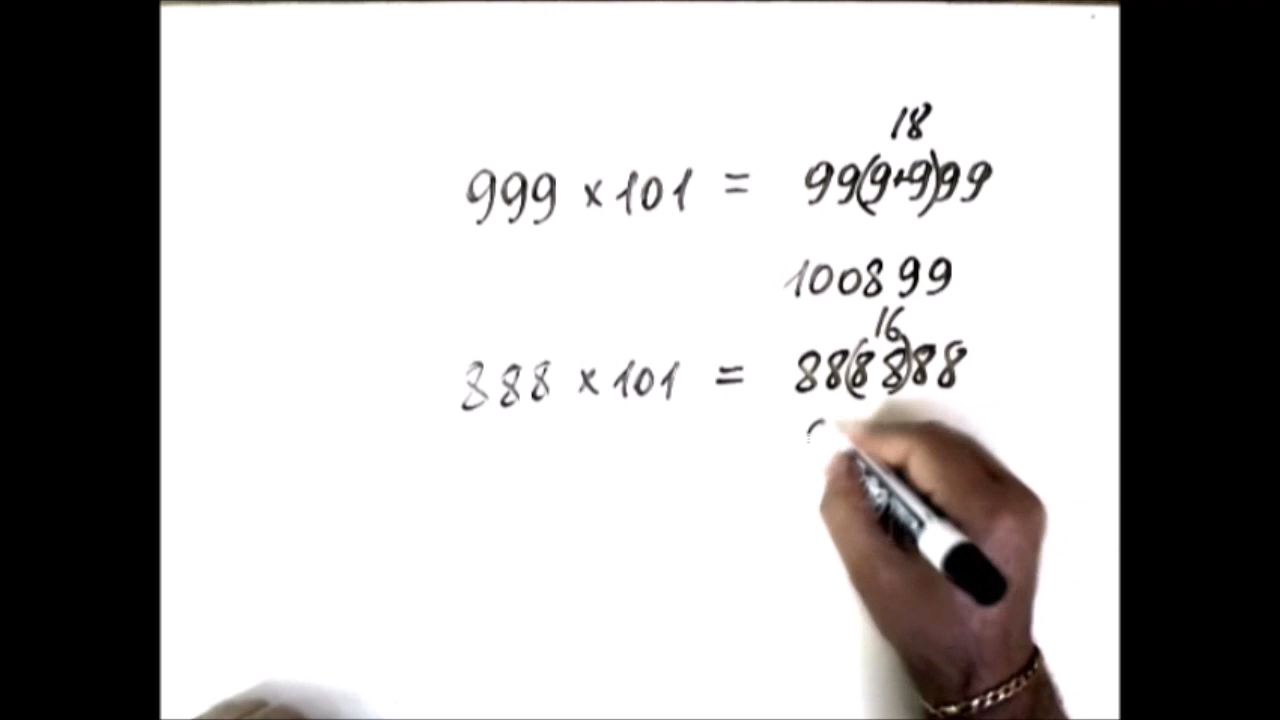 18
999 × 101 = 99(9+9)99
100899
16
888 × 101 = 88(8 8)88